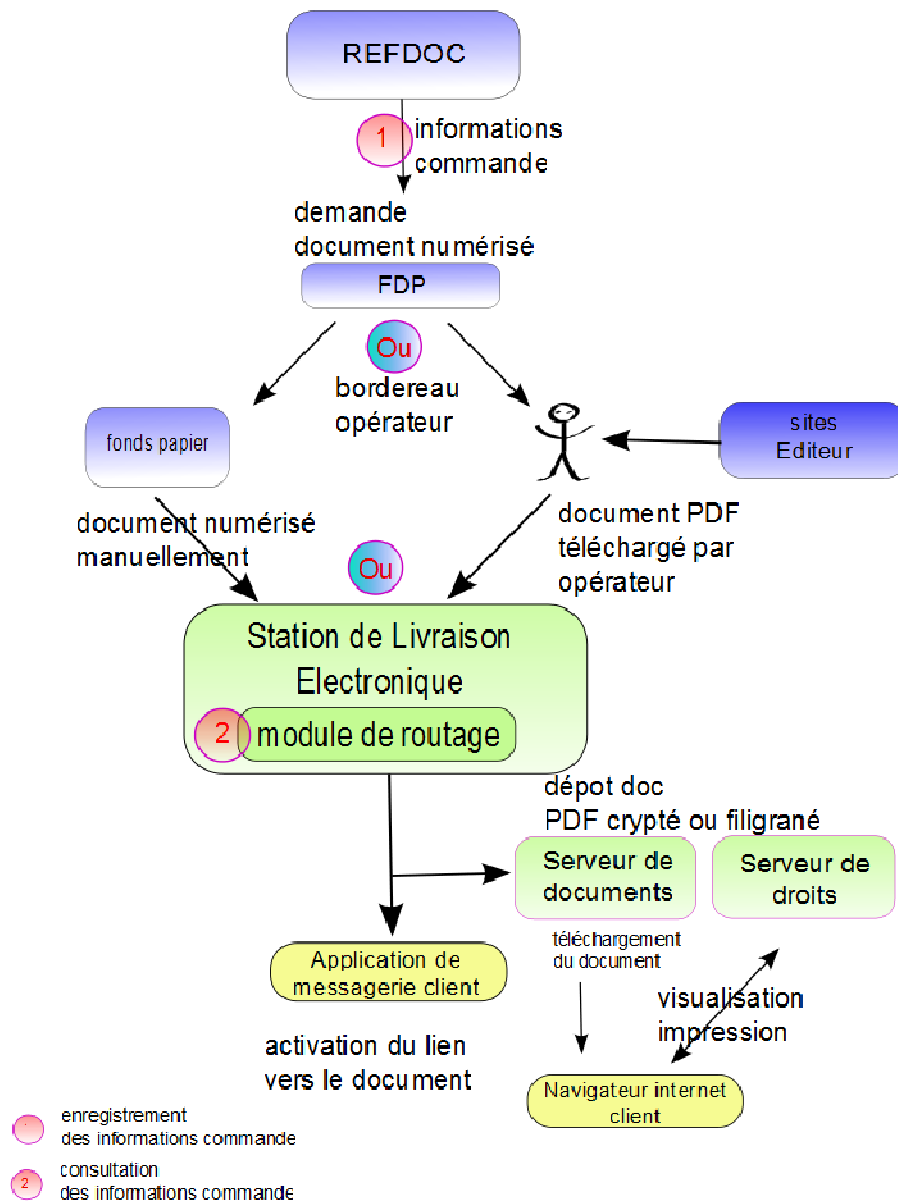 REFDOC
1
informations
commande
demande
document numérisé
FDP
Ou
bordereau
opérateur
fonds papier
sites
Editeur
document numérisé
manuellement
document PDF
téléchargé par
opérateur
Ou
Station de Livraison
Electronique
2
module de routage
dépot doc
PDF crypté ou filigrané
Serveur de
documents
Serveur de
droits
téléchargement
du document
Application de
messagerie client
visualisation
impression
activation du lien
vers le document
Navigateur internet
client
enregistrement
des informations commande
2
consultation
des informations commande